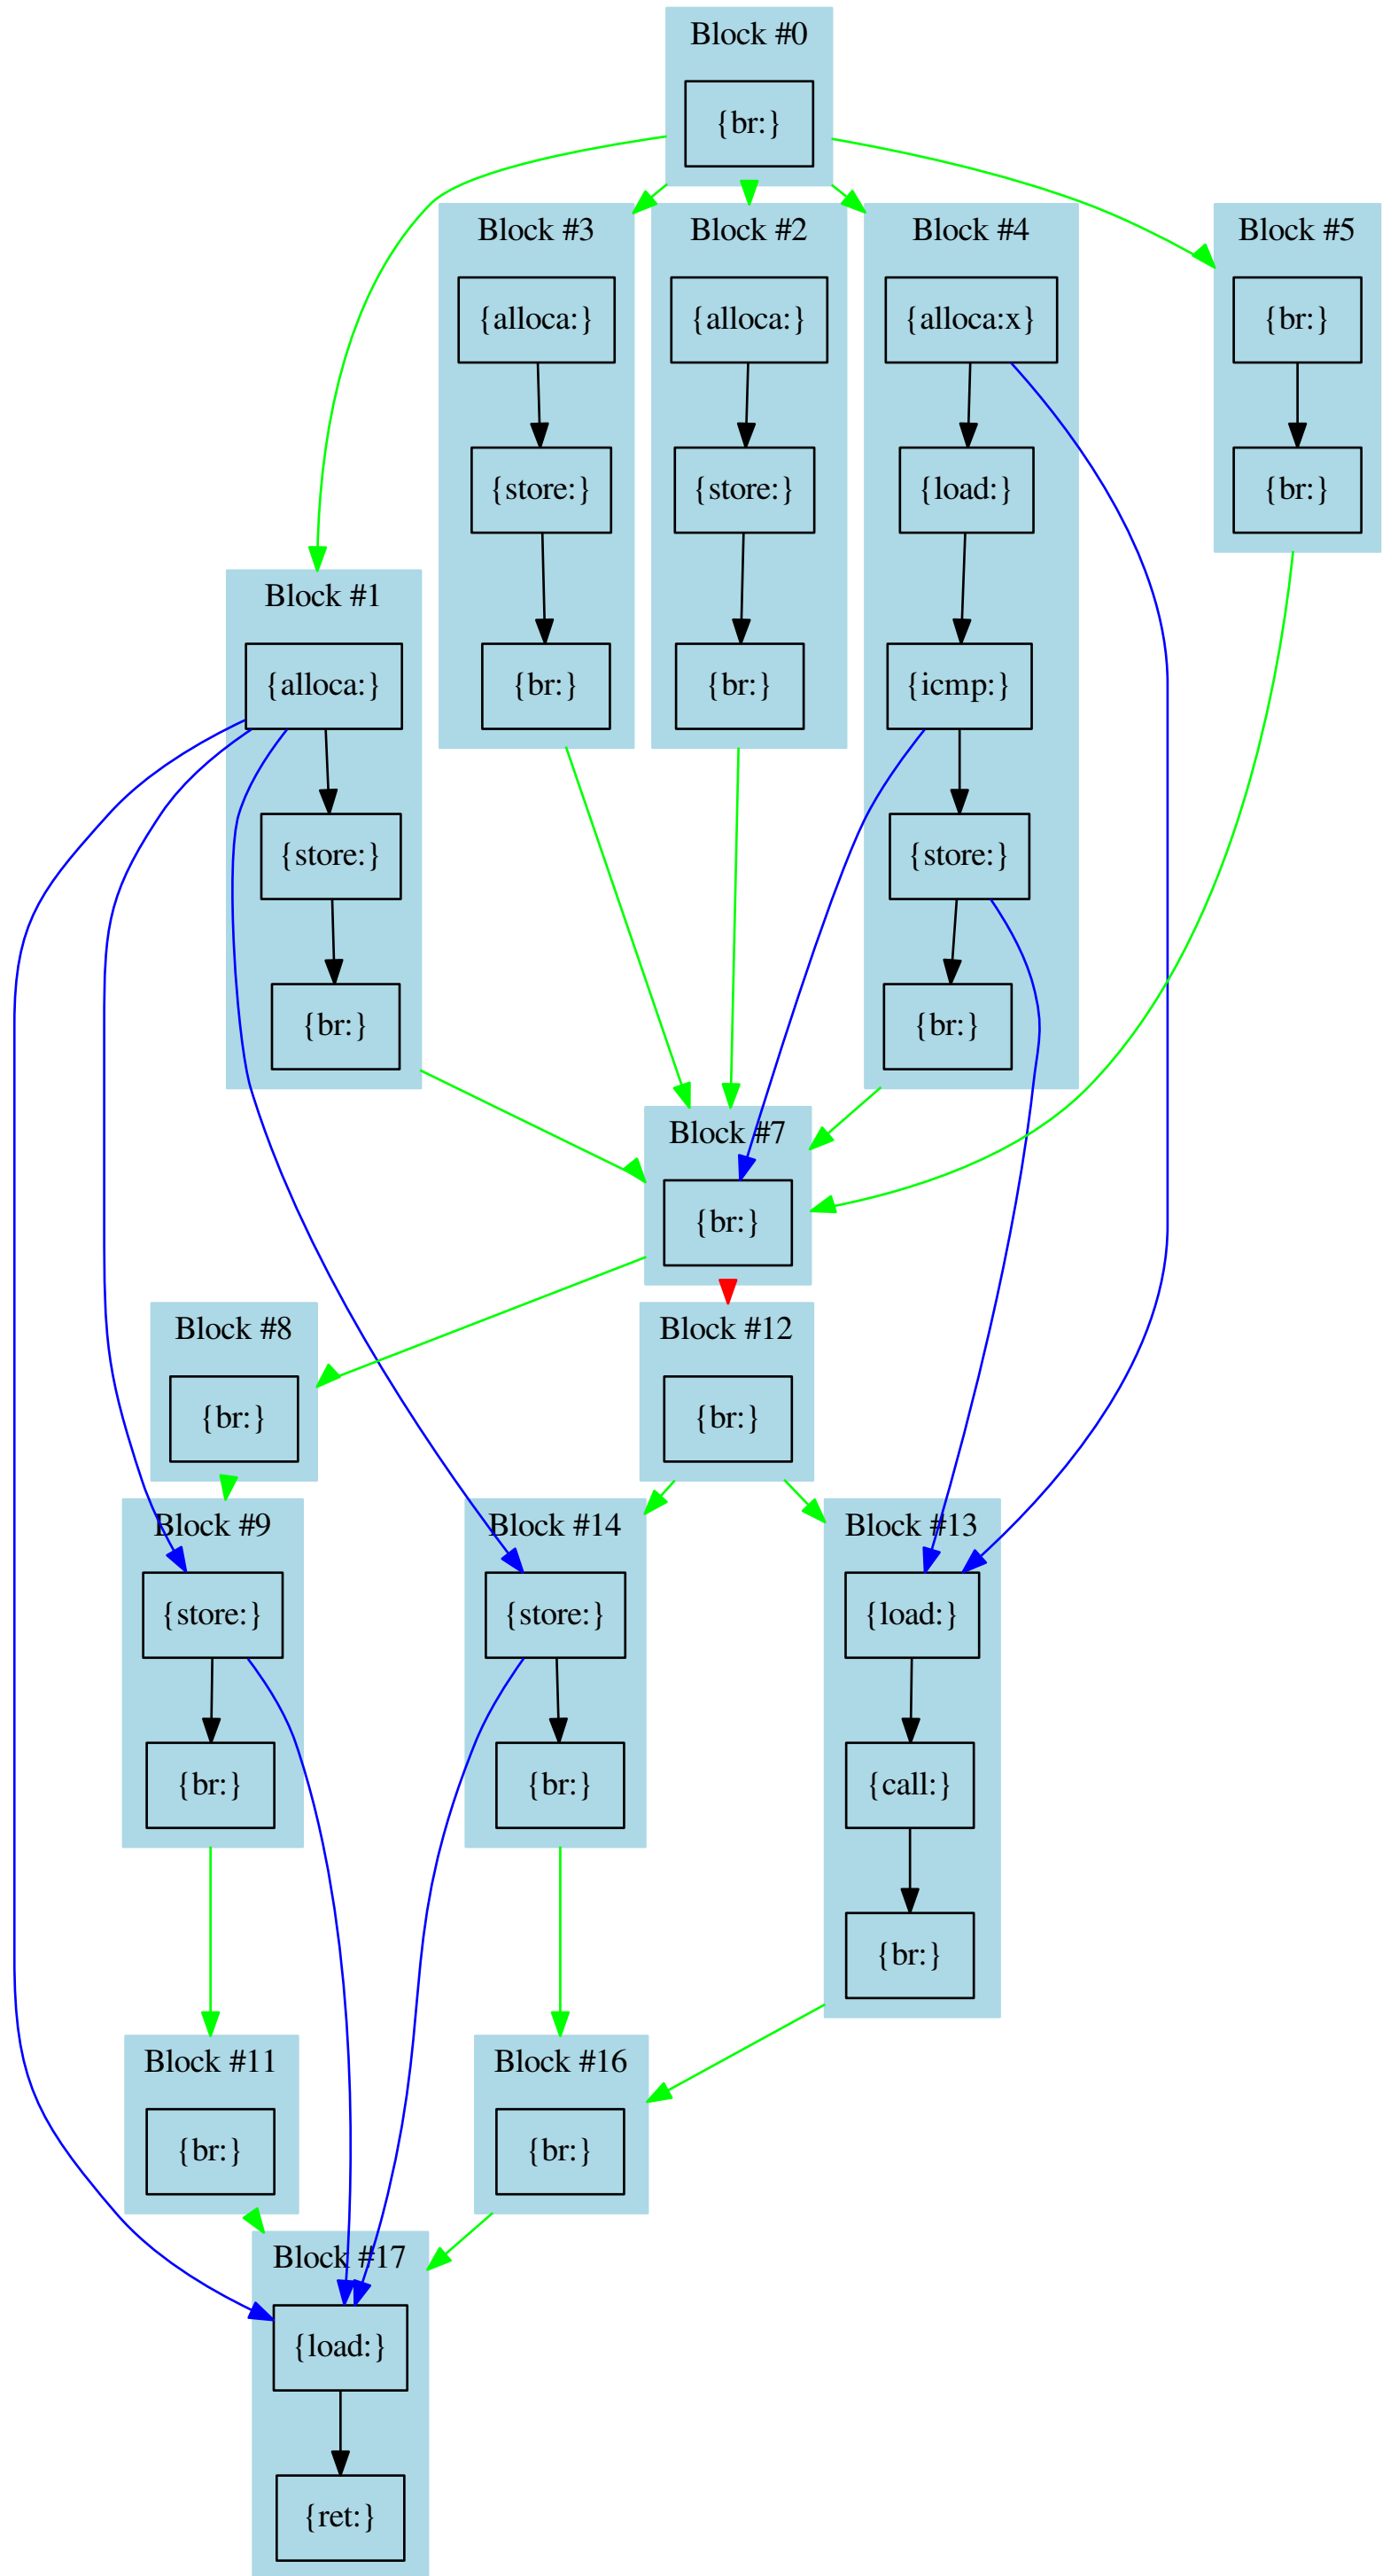 Block #0
{br:}
Block #3
{alloca:}
{store:}
{br:}
Block #2
{alloca:}
{store:}
{br:}
Block #4
{alloca:x}
{load:}
{icmp:}
{store:}
{br:}
Block #5
{br:}
{br:}
Block #1
{alloca:}
{store:}
{br:}
Block #7
{br:}
Block #8
{br:}
Block #12
{br:}
Block #9
{store:}
{br:}
Block #14
{store:}
{br:}
Block #13
{load:}
{call:}
{br:}
Block #11
{br:}
Block #16
{br:}
Block #17
{load:}
{ret:}